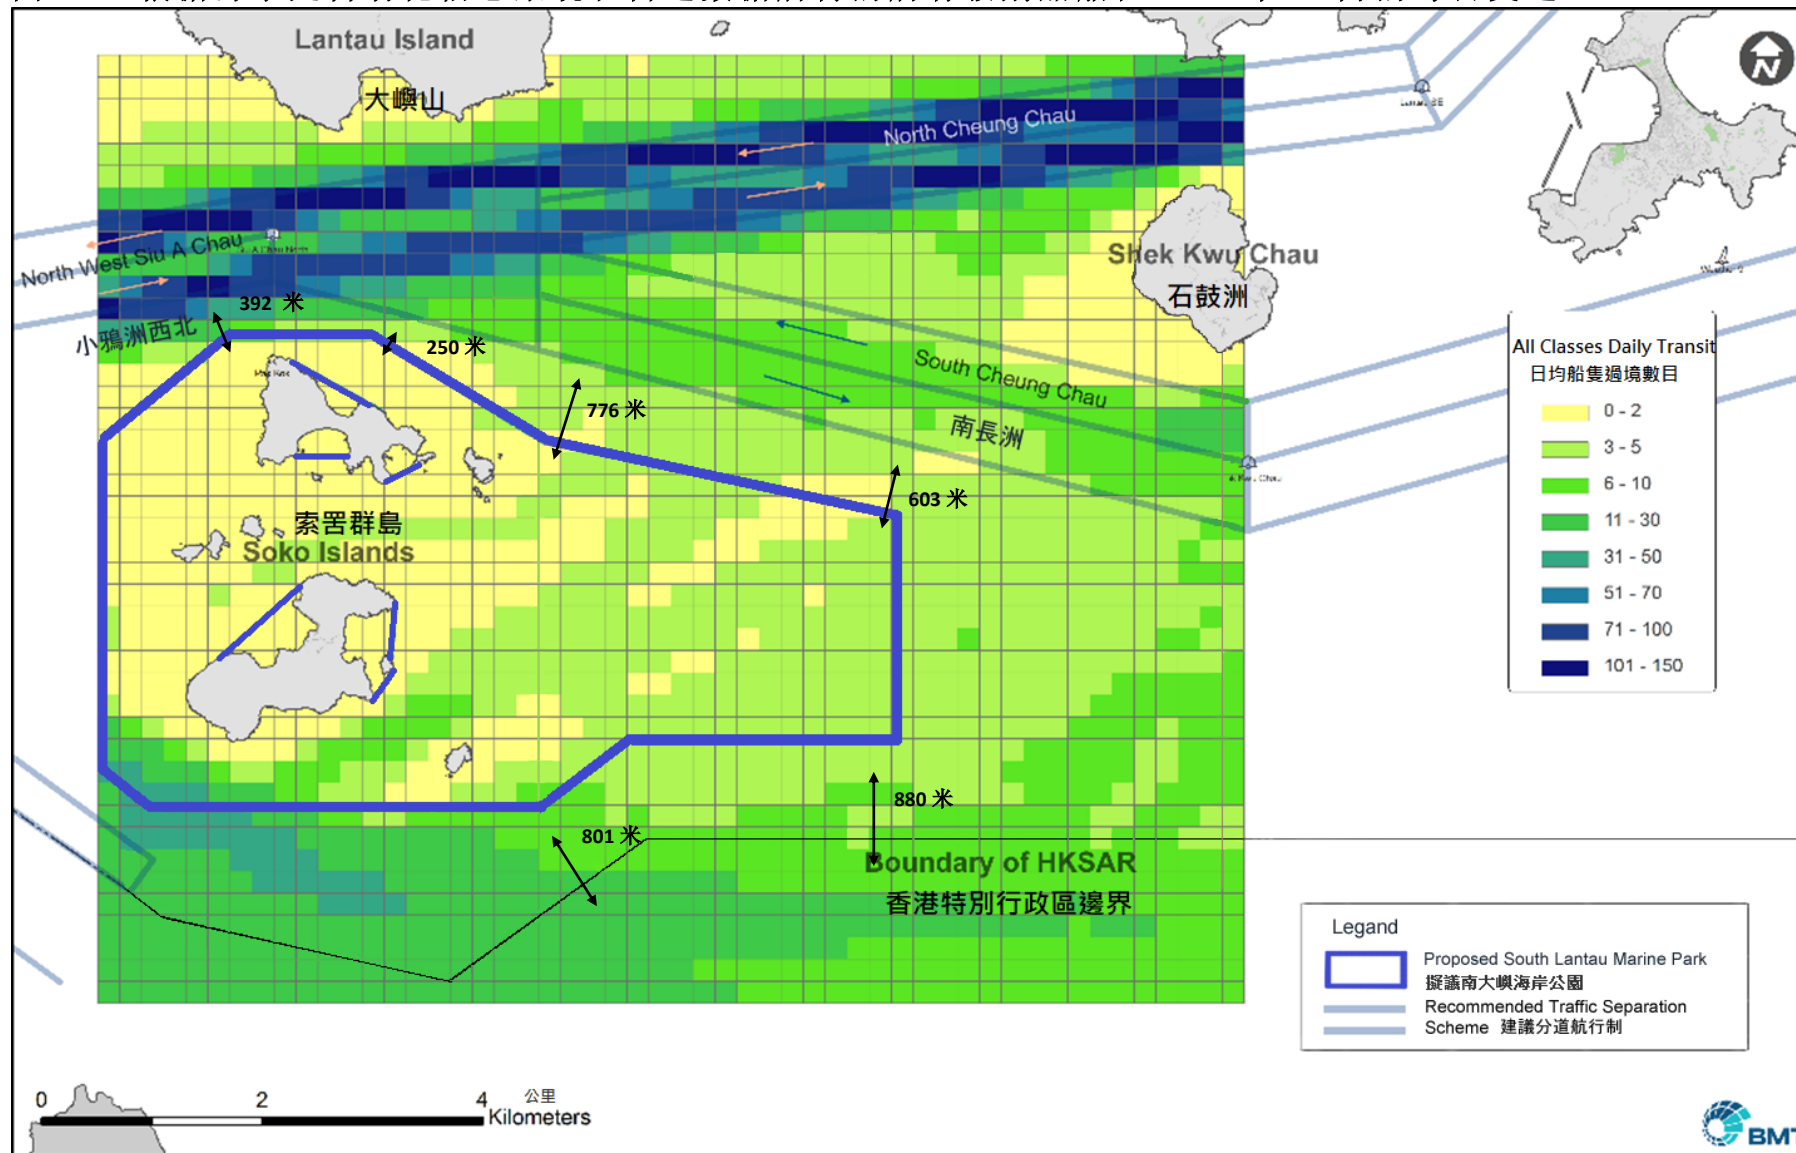 Lantau Island
大嶼山
North Cheung Chau
North West Siu A Chau
小鴉洲西北
392 米
250 米
776 米
603 米
Shek Kwu Chau
石鼓洲
South Cheung Chau
南長洲
索罟群島
Soko Islands
880 米
801 米
Boundary of HKSAR
香港特別行政區邊界
N
All Classes Daily Transit
日均船隻過境數目
0 - 2
3 - 5
6 - 10
11 - 30
31 - 50
51 - 70
71 - 100
101 - 150
Legand
Proposed South Lantau Marine Park
擬議南大嶼海岸公園
Recommended Traffic Separation
Scheme 建議分道航行制
0 2 4 公里
Kilometers
BMT